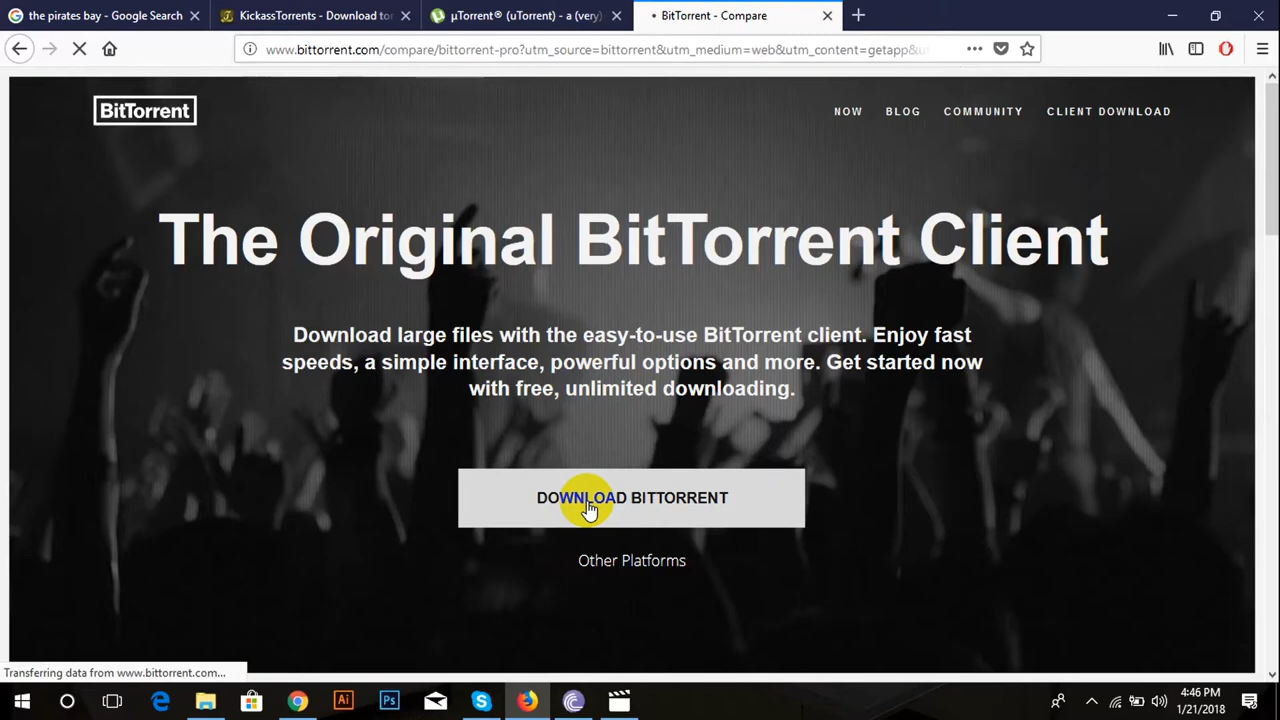 the pirates bay - Google Search
KickassTorrents - Download to
µTorrent® (uTorrent) - a (very)
BitTorrent - Compare
www.bittorrent.com/compare/bittorrent-pro?utm_source=bittorrent&utm_medium=web&utm_content=getapp&u
BitTorrent
NOW
BLOG
COMMUNITY
CLIENT DOWNLOAD
The Original BitTorrent Client
Download large files with the easy-to-use BitTorrent client. Enjoy fast
speeds, a simple interface, powerful options and more. Get started now
with free, unlimited downloading.
DOWNLOAD BITTORRENT
Other Platforms
Transferring data from www.bittorrent.com...
Ai
Ps
4:46 PM
1/21/2018